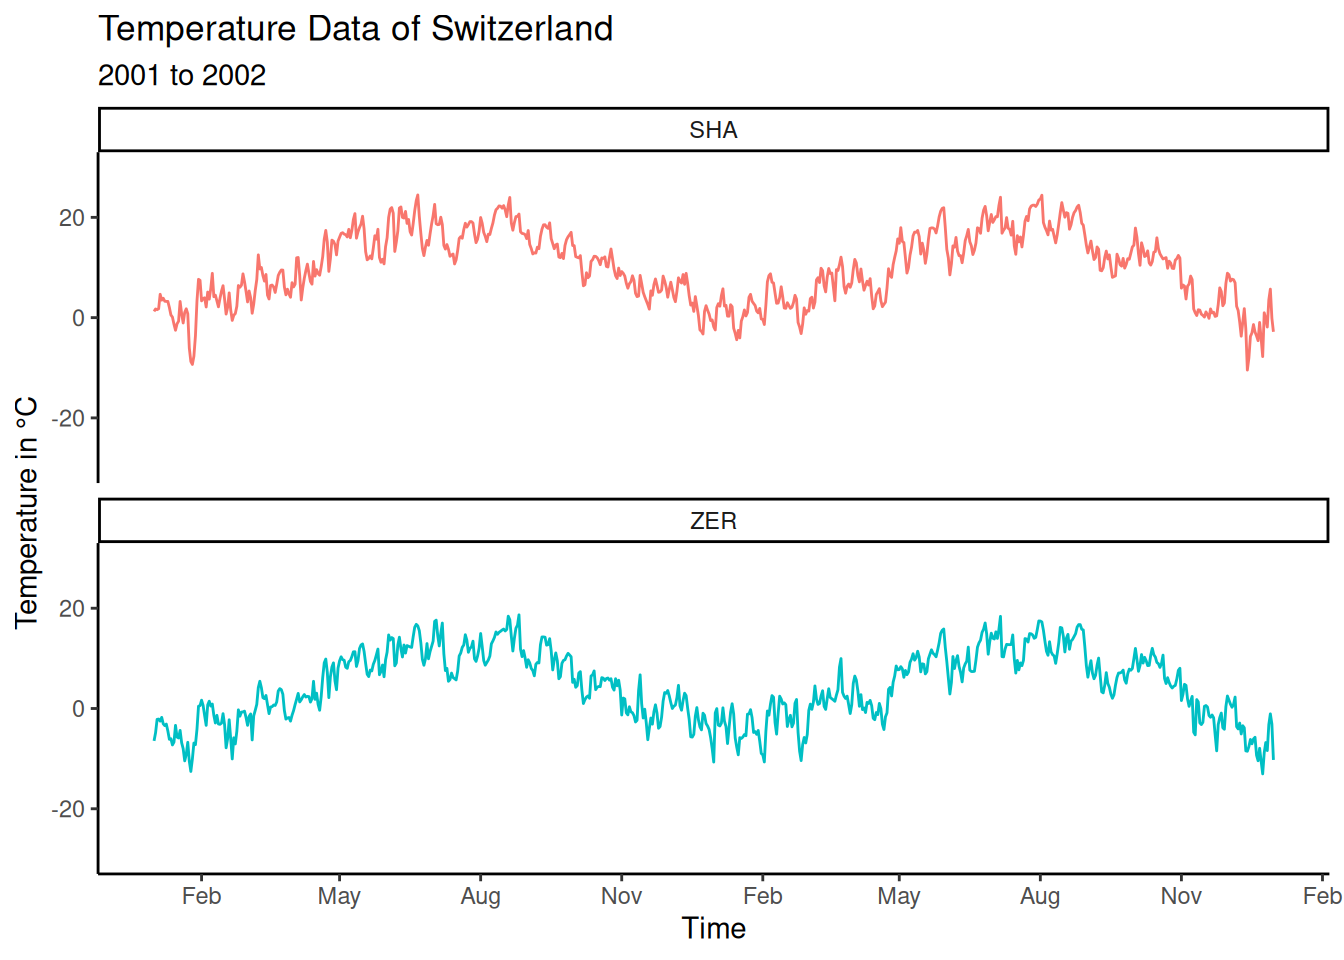 Temperature Data of Switzerland
2001 to 2002
SHA
20
0
-20
Temperature in °C
ZER
20
0
-20
Feb May Aug Nov Feb May Aug Nov Feb
Time